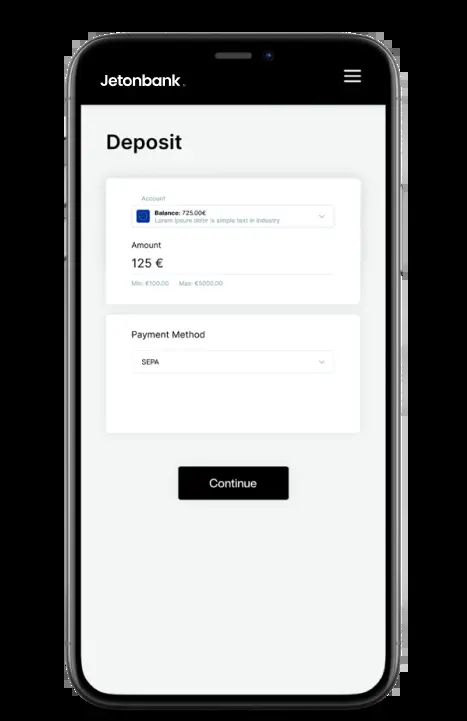 Jetonbank
Deposit
Account
Balance: 725.00€
Lorem Ipsum obter is simple text in industry
Amount
125 €
Min: €100.00 Max: €5000.00
Payment Method
SEPA
Continue